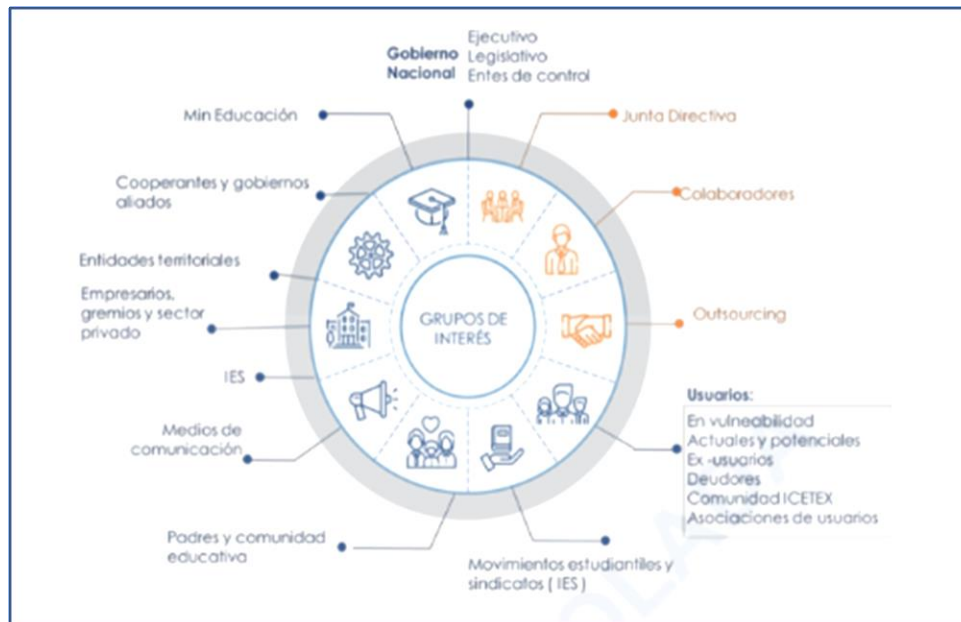 Gobierno Nacional
Ejecutivo
Legislativo
Entes de control
Min Educación
Junta Directiva
Cooperantes y gobiernos
aliados
Colaboradores
Entidades territoriales
Empresarios,
gremios y sector
privado
GRUPOS DE
INTERÉS
Outsourcing
IES
Usuarios:
En vulneabilidad
Actuales y potenciales
Ex -usuarios
Deudores
Comunidad ICETEX
Asociaciones de usuarios
Medios de
comunicación
Padres y comunidad
educativa
Movimientos estudiantiles y
sindicatos ( IES )